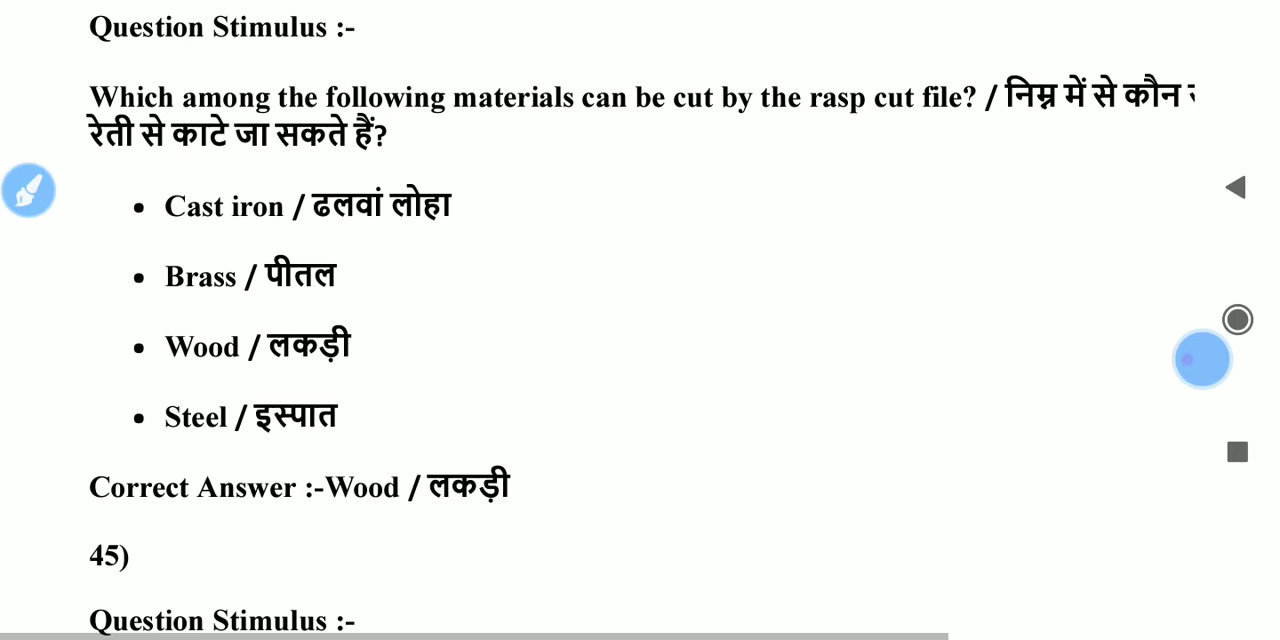 Question Stimulus :-
Which among the following materials can be cut by the rasp cut file? / निम्न में से कौन
रेती से काटे जा सकते हैं?
• Cast iron / ढलवां लोहा
• Brass / पीतल
• Wood / लकड़ी
• Steel / इस्पात
Correct Answer :-Wood / लकड़ी
45)
Question Stimulus :-